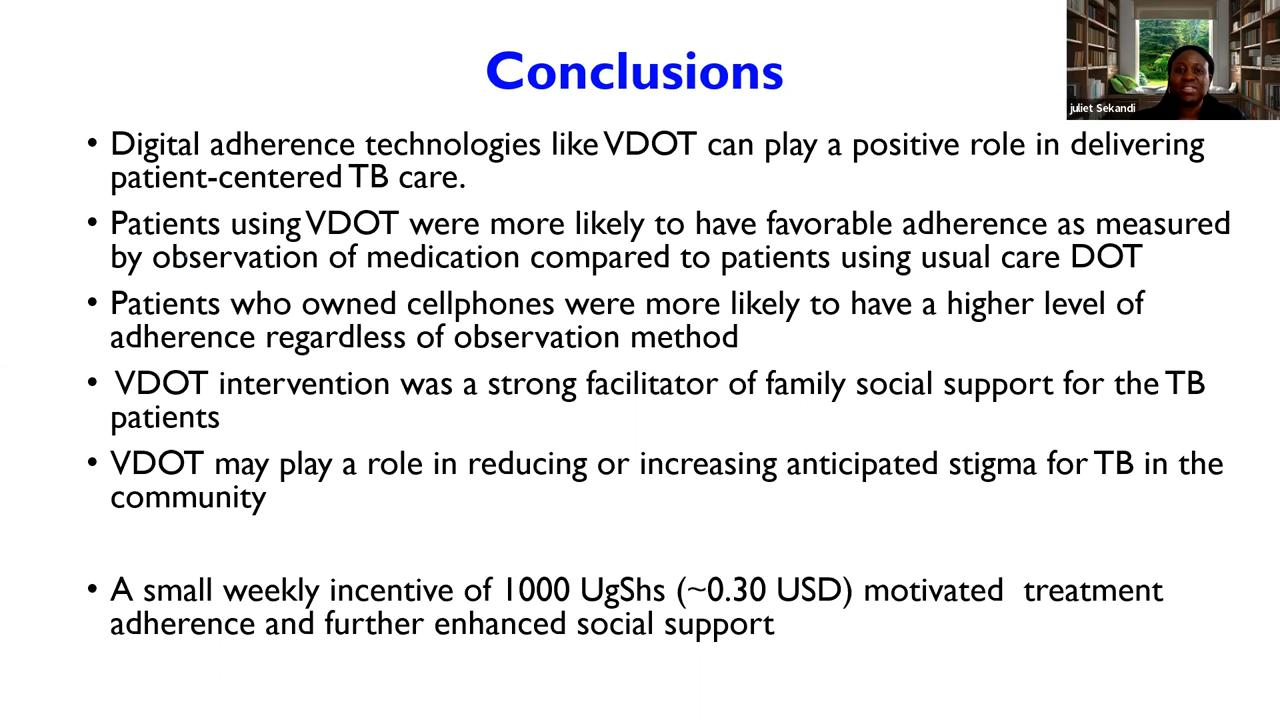 Conclusions
juliet Sekandi
• Digital adherence technologies like VDOT can play a positive role in delivering
patient-centered TB care.
• Patients using VDOT were more likely to have favorable adherence as measured
by observation of medication compared to patients using usual care DOT
• Patients who owned cellphones were more likely to have a higher level of
adherence regardless of observation method
• VDOT intervention was a strong facilitator of family social support for the TB
patients
• VDOT may play a role in reducing or increasing anticipated stigma for TB in the
community
• A small weekly incentive of 1000 UgShs (~0.30 USD) motivated treatment
adherence and further enhanced social support